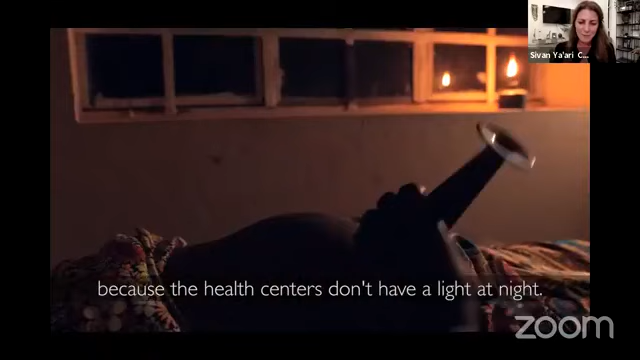 Sivan Ya'ari C...
because the health centers don't have a light at night.
zoom